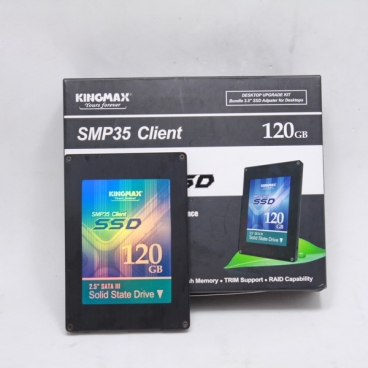 KINGMAX
Yours forever
DESKTOP UPGRADE KIT
Bundle 3.5" SSD Adapter for Desktops
SMP35 Client
120GB
KINGMAX
SSD
120
GB
Solid State Drive
Memory • TRIM Support • RAID Capability
KINGMAX
SMP35 Client
SSD
120
GB
2.5" SATA III
Solid State Drive